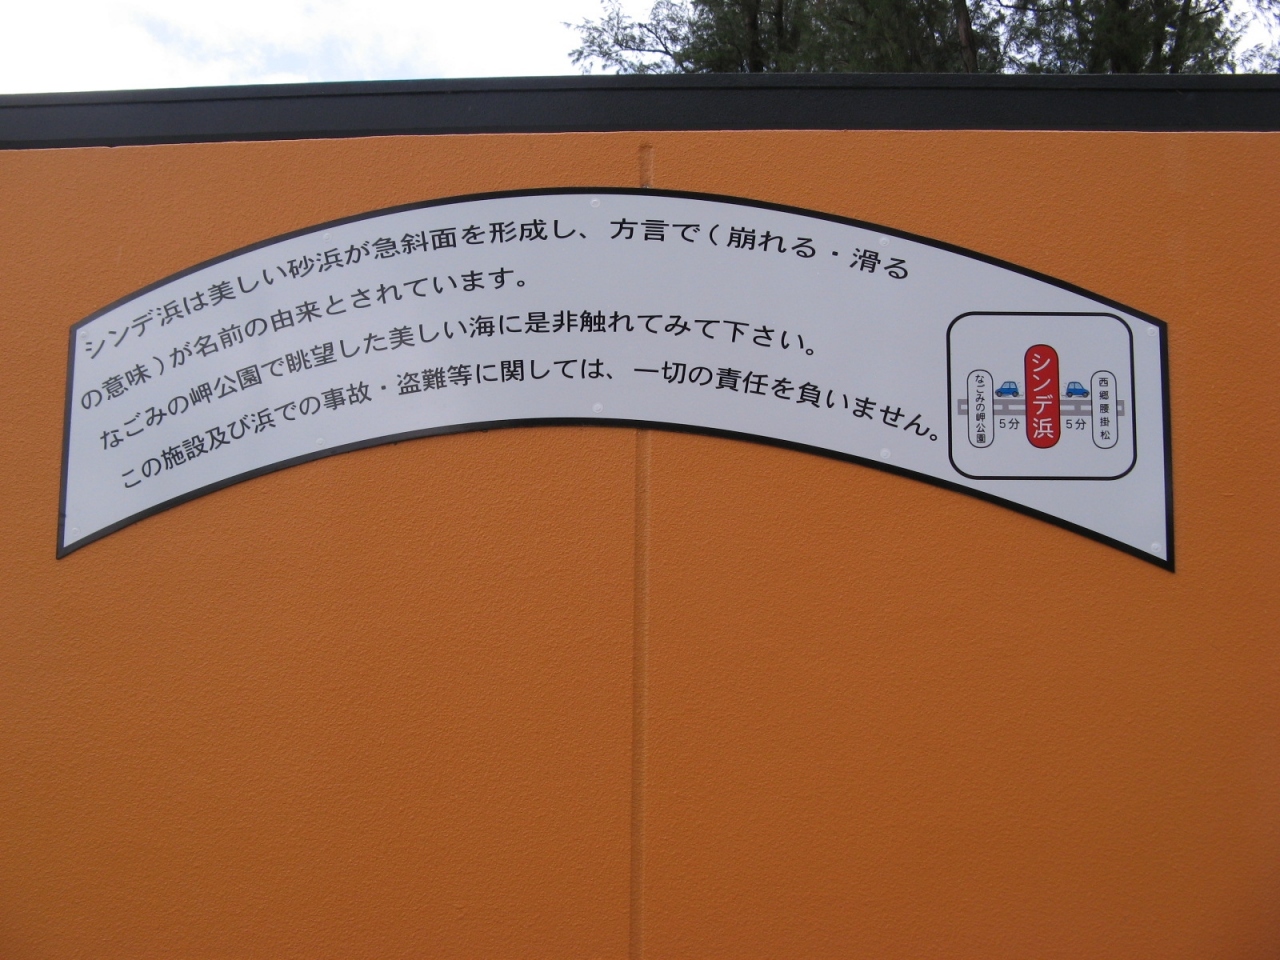 シンデ浜は美しい砂浜が急斜面を形成し、方言で(崩れる・滑る
の意味)が名前の由来とされています。
なごみの岬公園で眺望した美しい海に是非触れてみて下さい。
この施設及び浜での事故・盗難等に関しては、一切の責任を負いません。
なごみの岬公園
5分
シンデ浜
5分
西郷腰掛松